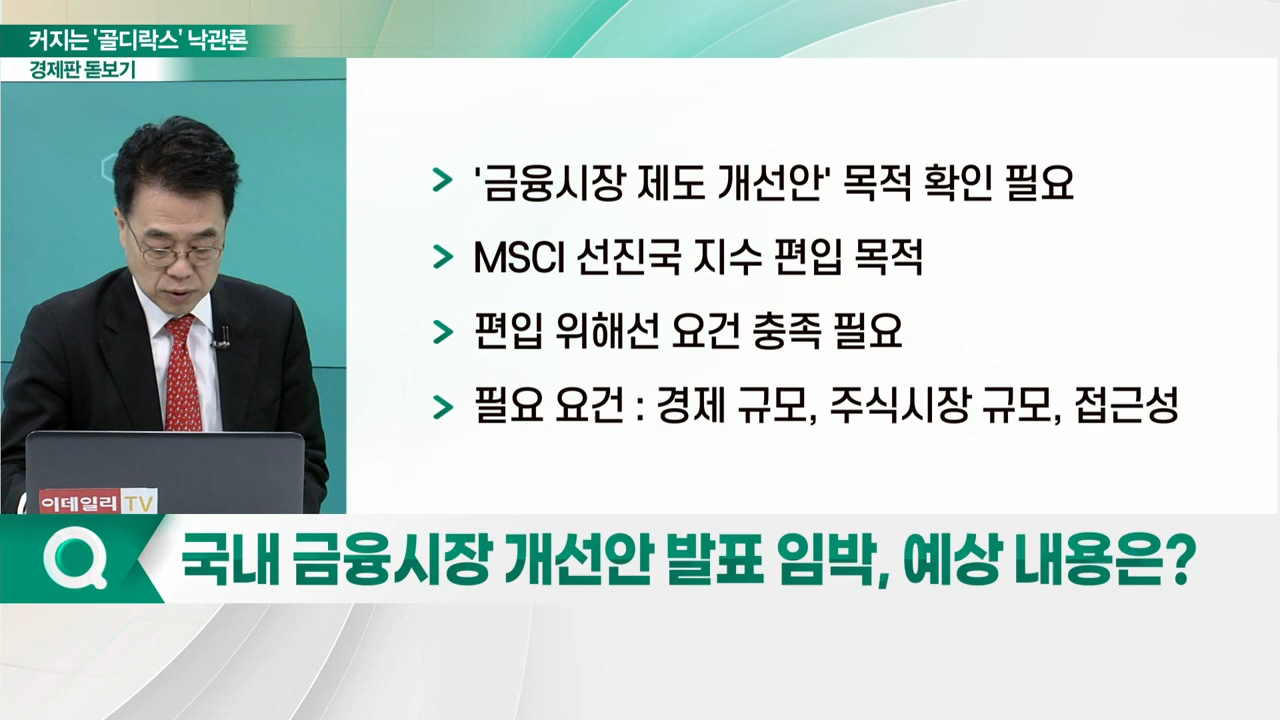 커지는 '골디락스' 낙관론
경제판 돋보기
> '금융시장 제도 개선안' 목적 확인 필요
> MSCI 선진국 지수 편입 목적
> 편입 위해선 요건 충족 필요
> 필요 요건 : 경제 규모, 주식시장 규모, 접근성
이데일리 TV
Q 국내 금융시장 개선안 발표 임박, 예상 내용은?